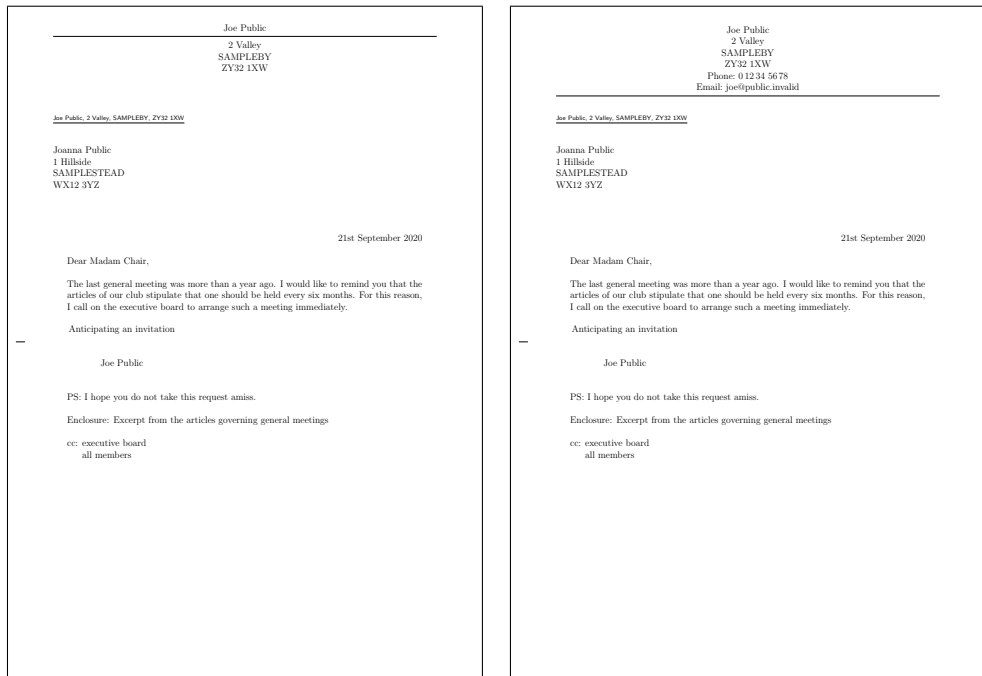 Joe Public
2 Valley
SAMPLEBY
ZY32 1XW
Joe Public, 2 Valley, SAMPLEBY, ZY32 1XW
Joanna Public
1 Hillside
SAMPLESTEAD
WX12 3YZ
21st September 2020
Dear Madam Chair,
The last general meeting was more than a year ago. I would like to remind you that the
articles of our club stipulate that one should be held every six months. For this reason,
I call on the executive board to arrange such a meeting immediately.
Anticipating an invitation
Joe Public
PS: I hope you do not take this request amiss.
Enclosure: Excerpt from the articles governing general meetings
cc: executive board
all members
Joe Public
2 Valley
SAMPLEBY
ZY32 1XW
Phone: 0 12 34 56 78
Email: joe@public.invalid
Joe Public, 2 Valley, SAMPLEBY, ZY32 1XW
Joanna Public
1 Hillside
SAMPLESTEAD
WX12 3YZ
21st September 2020
Dear Madam Chair,
The last general meeting was more than a year ago. I would like to remind you that the
articles of our club stipulate that one should be held every six months. For this reason,
I call on the executive board to arrange such a meeting immediately.
Anticipating an invitation
Joe Public
PS: I hope you do not take this request amiss.
Enclosure: Excerpt from the articles governing general meetings
cc: executive board
all members